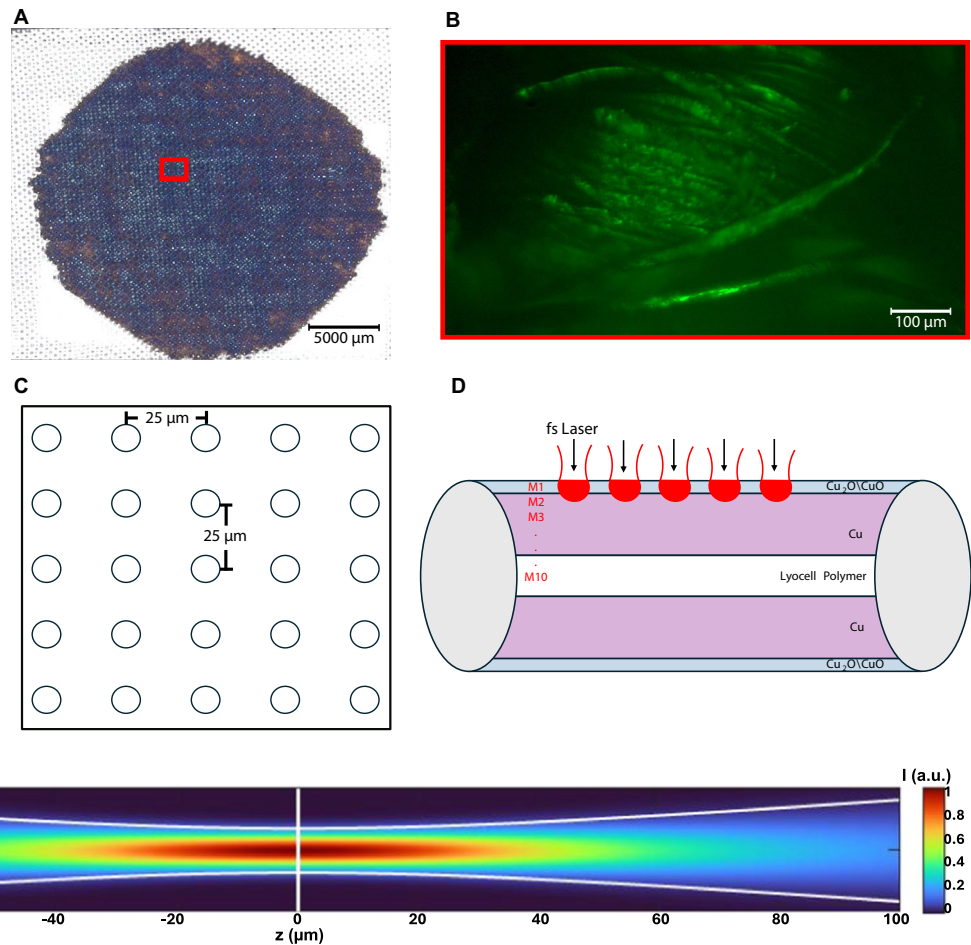 A
B
5000 µm
100 µm
C
D
25 µm
25 µm
fs Laser
M1
Cu2O\CuO
M2
M3
.
Cu
.
.
M10
Lyocell Polymer
Cu
Cu2O\CuO
I (a.u.)
1
0.8
0.6
0.4
0.2
0
-40 -20 0 20 40 60 80 100
z (µm)